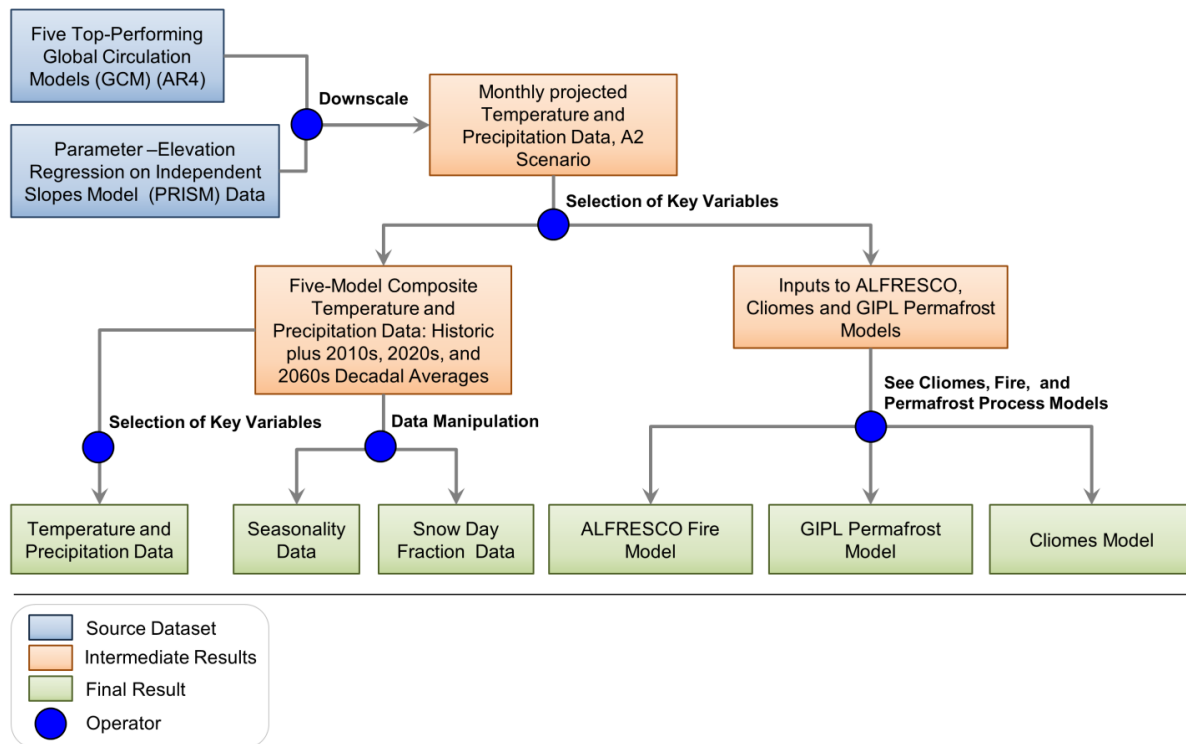 Five Top-Performing
Global Circulation
Models (GCM) (AR4)
Downscale
Parameter –Elevation
Regression on Independent
Slopes Model (PRISM) Data
Monthly projected
Temperature and
Precipitation Data, A2
Scenario
Selection of Key Variables
Five-Model Composite
Temperature and
Precipitation Data: Historic
plus 2010s, 2020s, and
2060s Decadal Averages
Inputs to ALFRESCO,
Cliomes and GIPL Permafrost
Models
Selection of Key Variables
Data Manipulation
See Cliomes, Fire, and
Permafrost Process Models
Temperature and
Precipitation Data
Seasonality
Data
Snow Day
Fraction Data
ALFRESCO Fire
Model
GIPL Permafrost
Model
Cliomes Model
Source Dataset
Intermediate Results
Final Result
Operator